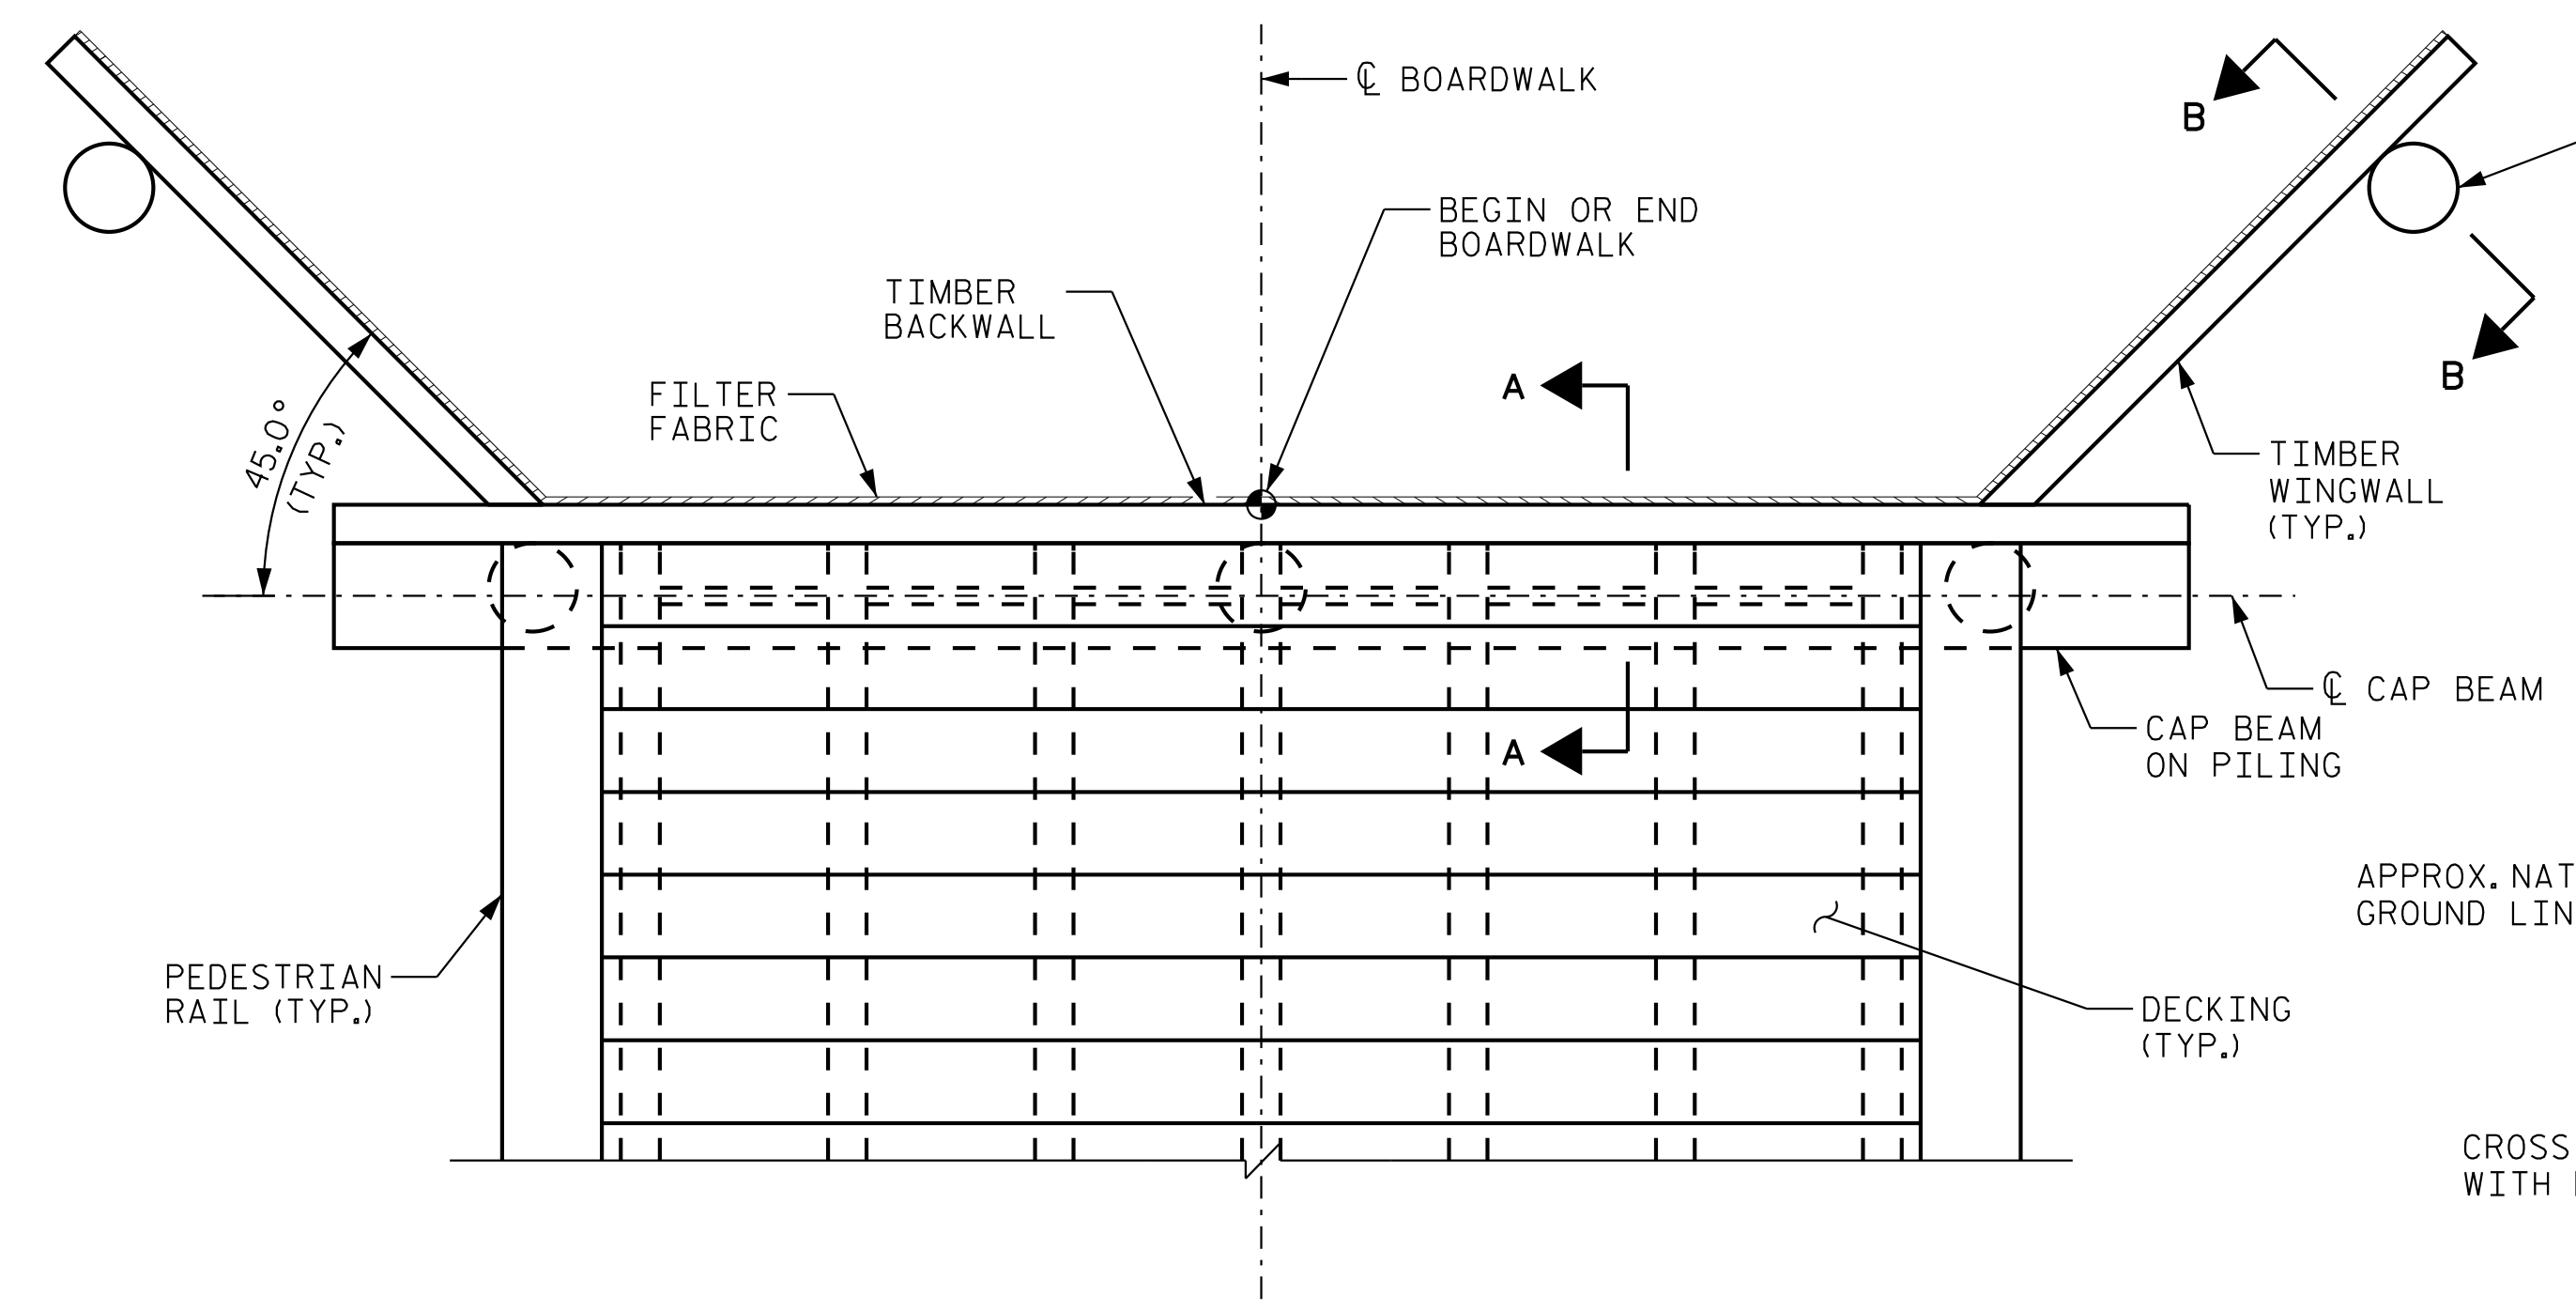 ℄ BOARDWALK
B
BEGIN OR END
BOARDWALK
TIMBER
BACKWALL
A
B
FILTER
FABRIC
45.0°
(TYP.)
TIMBER
WINGWALL
(TYP.)
℄ CAP BEAM
CAP BEAM
ON PILING
A
APPROX. NAT
GROUND LIN
PEDESTRIAN
RAIL (TYP.)
DECKING
(TYP.)
CROSS
WITH